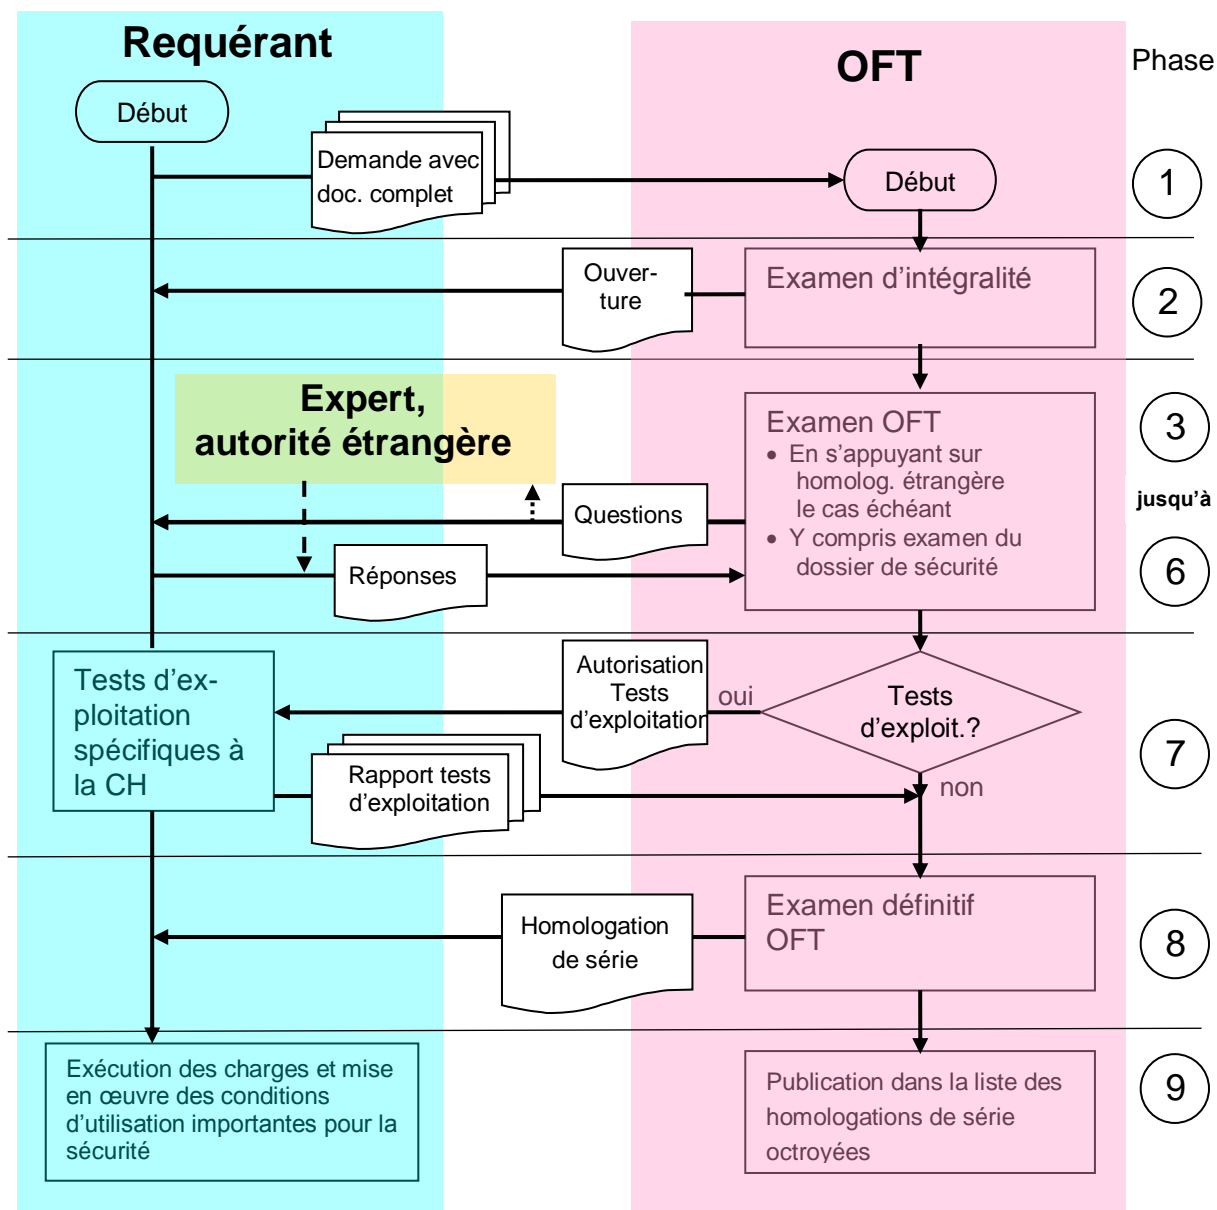 Requérant
OFT
Phase
Début
Demande avec
doc. complet
Début
1
Ouver-
ture
Examen d'intégralité
2
Expert,
autorité étrangère
Examen OFT
• En s'appuyant sur
homolog. étrangère
le cas échéant
• Y compris examen du
dossier de sécurité
3
jusqu'à
6
Questions
Réponses
Tests d'ex-
ploitation
spécifiques à
la CH
Autorisation
Tests
d'exploitation
oui
Tests
d'exploit.?
non
7
Rapport tests
d'exploitation
Homologation
de série
Examen définitif
OFT
8
Exécution des charges et mise
en œuvre des conditions
d'utilisation importantes pour la
sécurité
Publication dans la liste des
homologations de série
octroyées
9